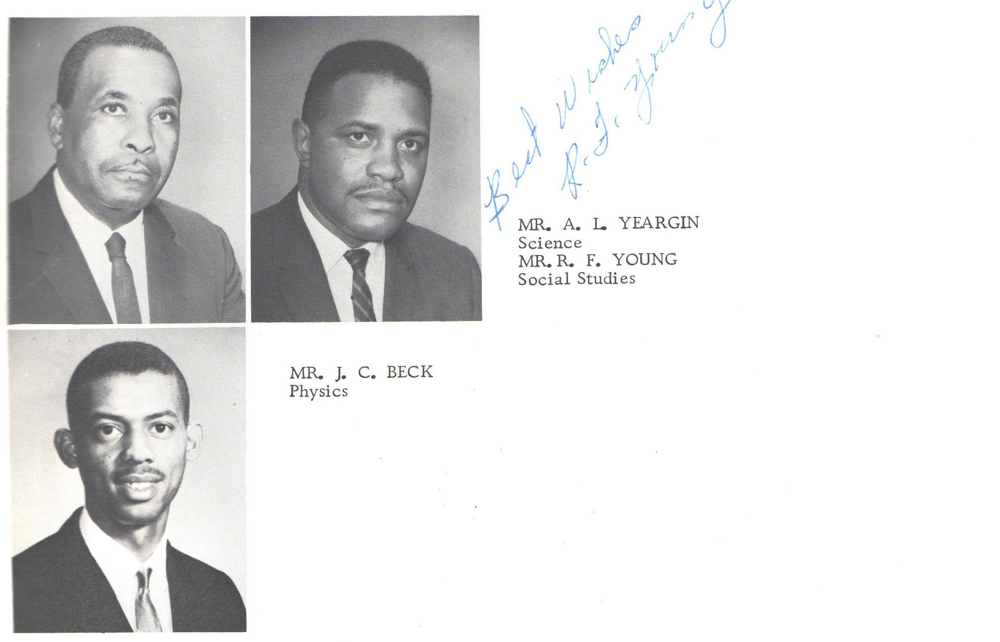 Best Wishes
R. F. Young
MR. A. L. YEARGIN
Science
MR. R. F. YOUNG
Social Studies
MR. J. C. BECK
Physics